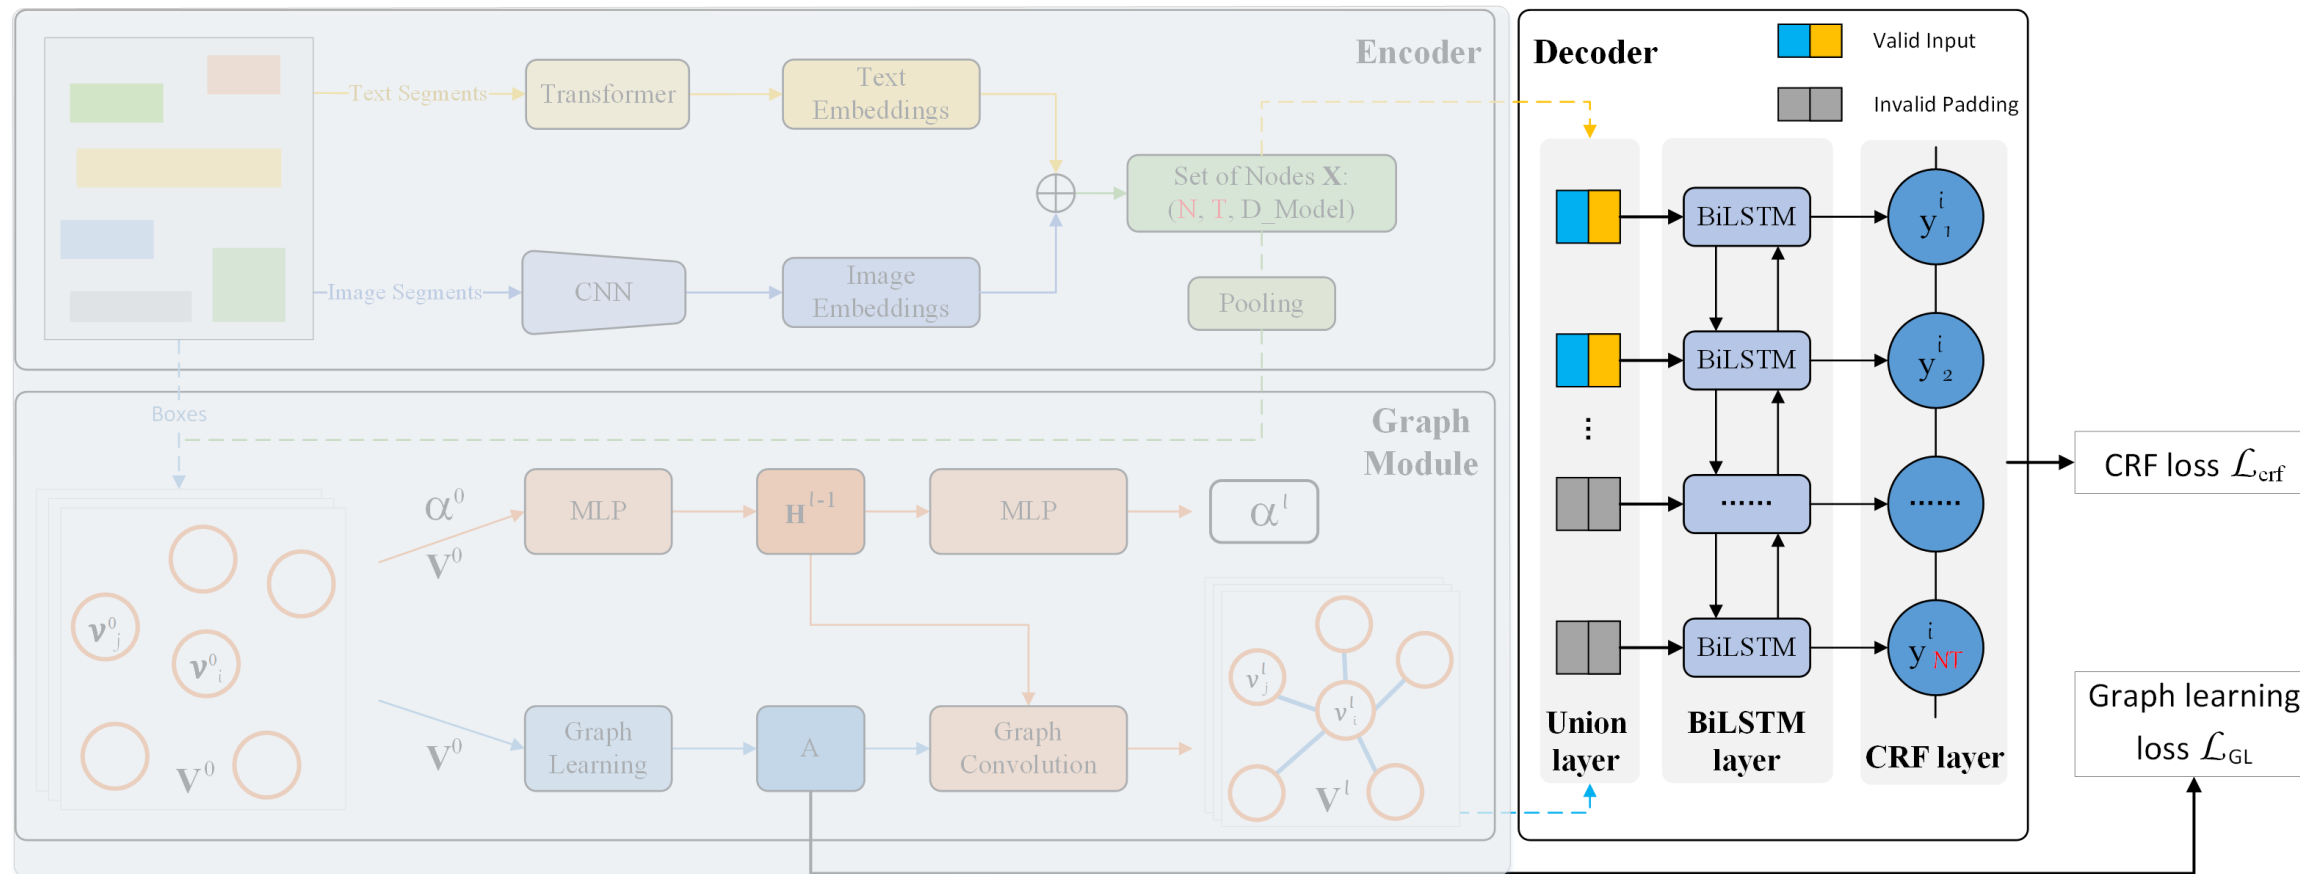 Encoder
Text Segments
Transformer
Text
Embeddings
Set of Nodes X:
(N, T, D_Model)
Image Segments
CNN
Image
Embeddings
Pooling
Boxes
Graph
Module
α⁰
V⁰
MLP
Hˡ⁻¹
MLP
αˡ
v⁰j
v⁰i
V⁰
V⁰
Graph
Learning
A
Graph
Convolution
vˡj
vˡi
Vˡ
Decoder
Valid Input
Invalid Padding
BiLSTM
yⁱ₁
BiLSTM
yⁱ₂
⋮
······
······
BiLSTM
yⁱNT
Union
layer
BiLSTM
layer
CRF layer
CRF loss ℒcrf
Graph learning
loss ℒGL